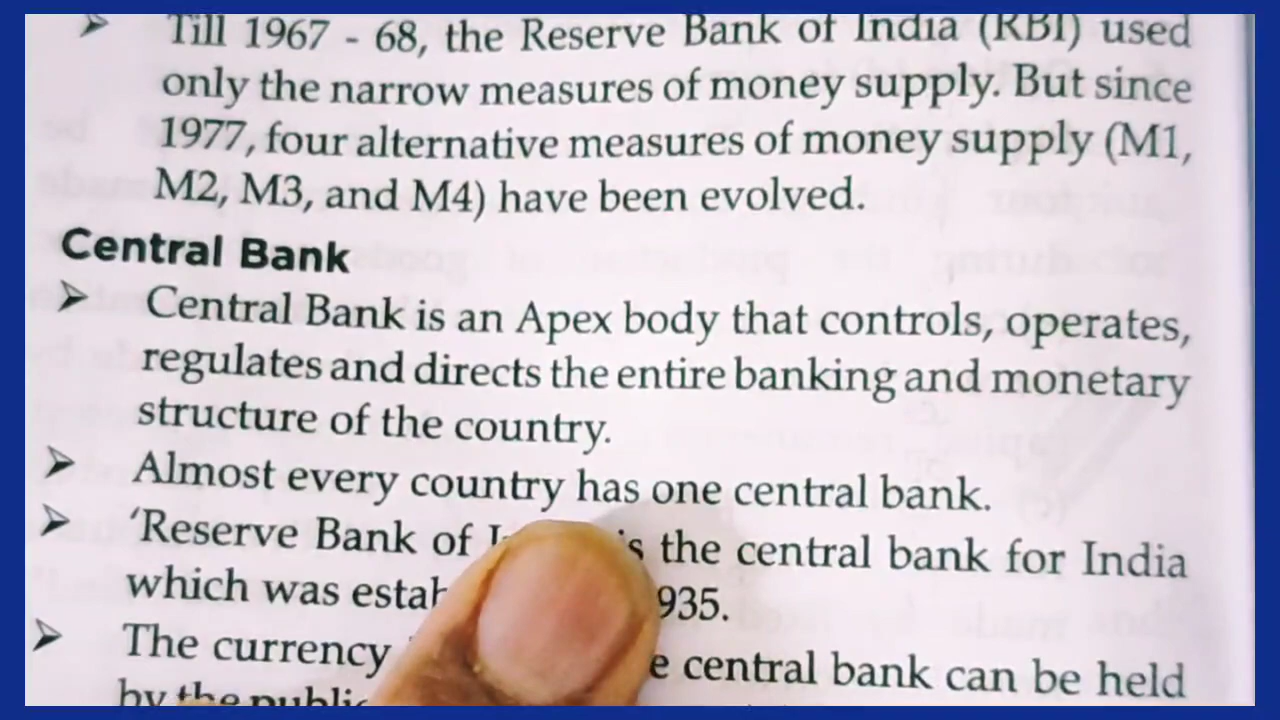 ➤ Till 1967 - 68, the Reserve Bank of India (RBI) used
only the narrow measures of money supply. But since
1977, four alternative measures of money supply (M1,
M2, M3, and M4) have been evolved.
Central Bank
➤ Central Bank is an Apex body that controls, operates,
regulates and directs the entire banking and monetary
structure of the country.
➤ Almost every country has one central bank.
➤ 'Reserve Bank of is the central bank for India
which was 935.
➤ The currency central bank can be held
by the public